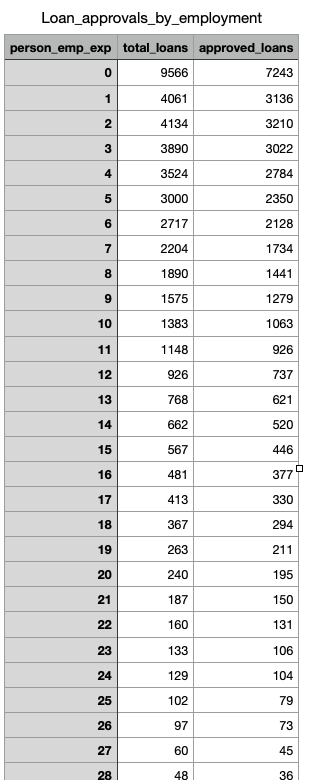 Loan_approvals_by_employment
person_emp_exp total_loans approved_loans
0 9566 7243
1 4061 3136
2 4134 3210
3 3890 3022
4 3524 2784
5 3000 2350
6 2717 2128
7 2204 1734
8 1890 1441
9 1575 1279
10 1383 1063
11 1148 926
12 926 737
13 768 621
14 662 520
15 567 446
16 481 377
17 413 330
18 367 294
19 263 211
20 240 195
21 187 150
22 160 131
23 133 106
24 129 104
25 102 79
26 97 73
27 60 45
28 48 36